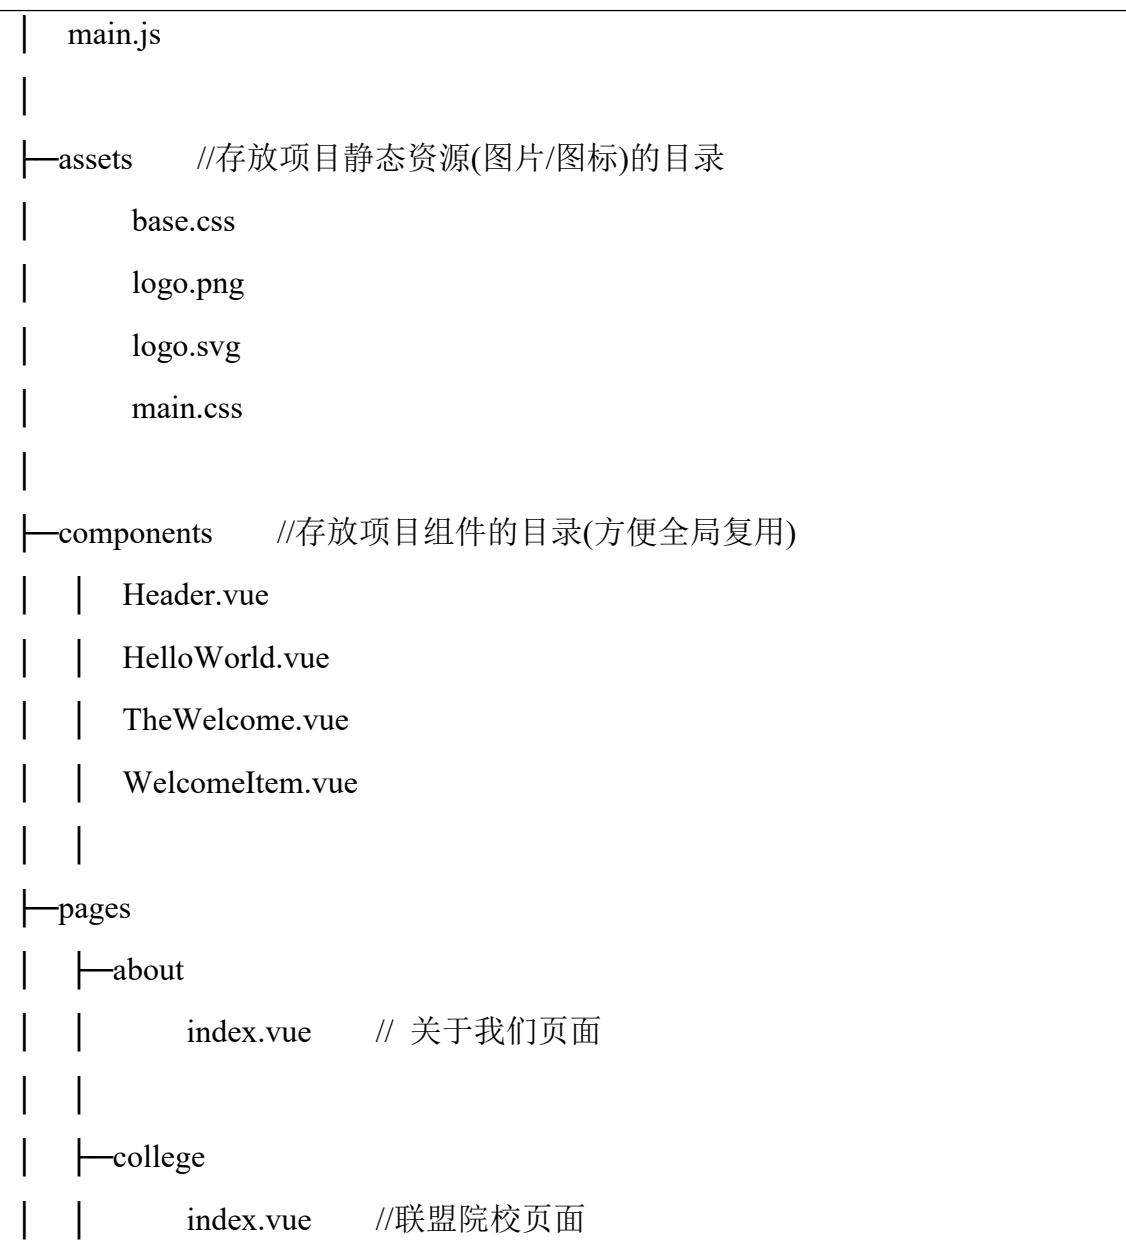 │ main.js
│
├─assets //存放项目静态资源(图片/图标)的目录
│ base.css
│ logo.png
│ logo.svg
│ main.css
│
├─components //存放项目组件的目录(方便全局复用)
│ │ Header.vue
│ │ HelloWorld.vue
│ │ TheWelcome.vue
│ │ WelcomeItem.vue
│ │
├─pages
│ ├─about
│ │ index.vue // 关于我们页面
│ │
│ ├─college
│ │ index.vue //联盟院校页面